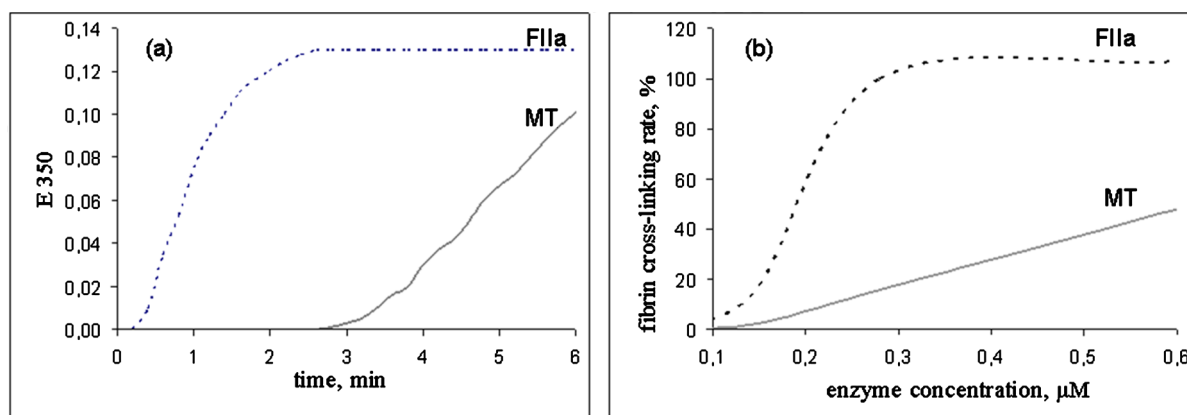 (a)
FIIa
MT
0,14
0,12
0,10
0,08
0,06
0,04
0,02
0,00
E 350
0 1 2 3 4 5 6
time, min
(b)
FIIa
MT
120
100
80
60
40
20
0
fibrin cross-linking rate, %
0,1 0,2 0,3 0,4 0,5 0,6
enzyme concentration, μM